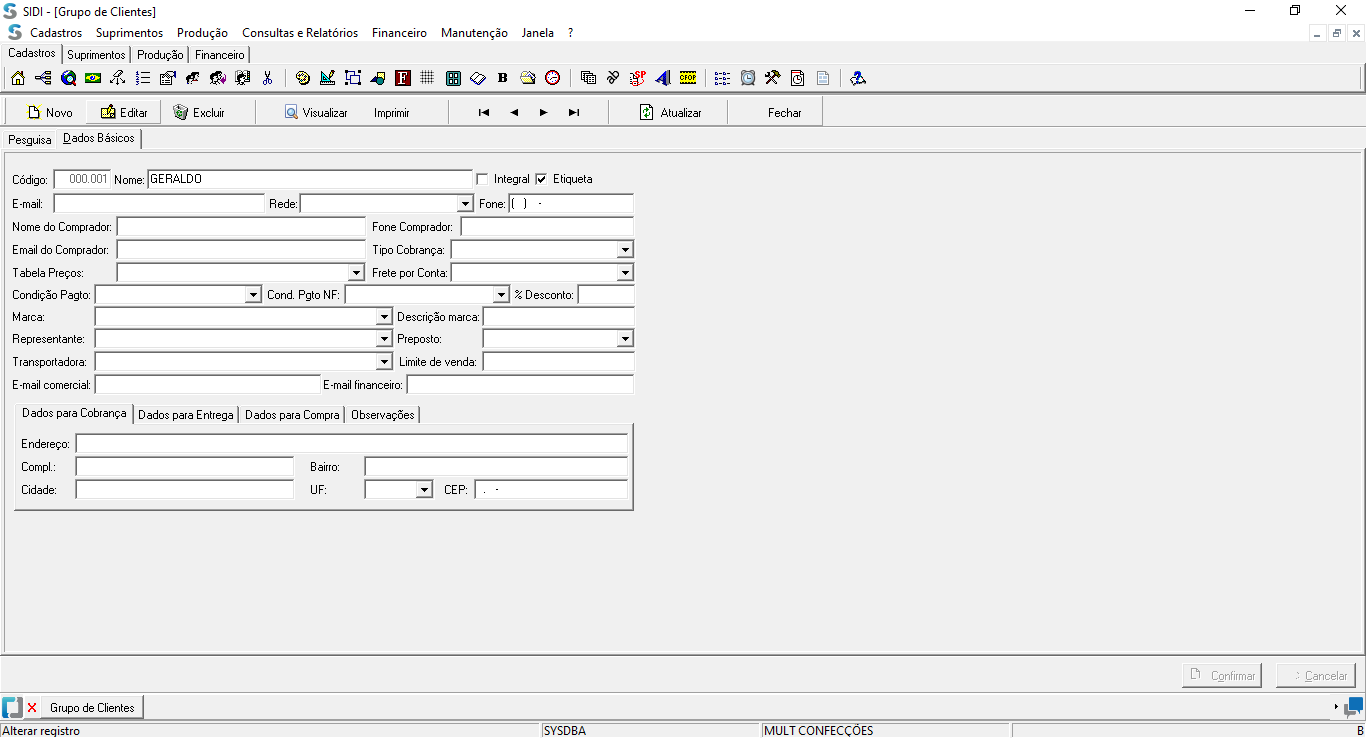 SIDI - [Grupo de Clientes]
Cadastros Suprimentos Produção Consultas e Relatórios Financeiro Manutenção Janela ?
Cadastros Suprimentos Produção Financeiro
F B SP CFOP
Novo Editar Excluir Visualizar Imprimir Atualizar Fechar
Pesquisa Dados Básicos
Código: 000.001 Nome: GERALDO Integral Etiqueta
E-mail: Rede: Fone: ( ) -
Nome do Comprador: Fone Comprador:
Email do Comprador: Tipo Cobrança:
Tabela Preços: Frete por Conta:
Condição Pagto: Cond. Pgto NF: % Desconto:
Marca: Descrição marca:
Representante: Preposto:
Transportadora: Limite de venda:
E-mail comercial: E-mail financeiro:
Dados para Cobrança Dados para Entrega Dados para Compra Observações
Endereço:
Compl.: Bairro:
Cidade: UF: CEP: . -
Confirmar Cancelar
Grupo de Clientes
Alterar registro SYSDBA MULT CONFECÇÕES B